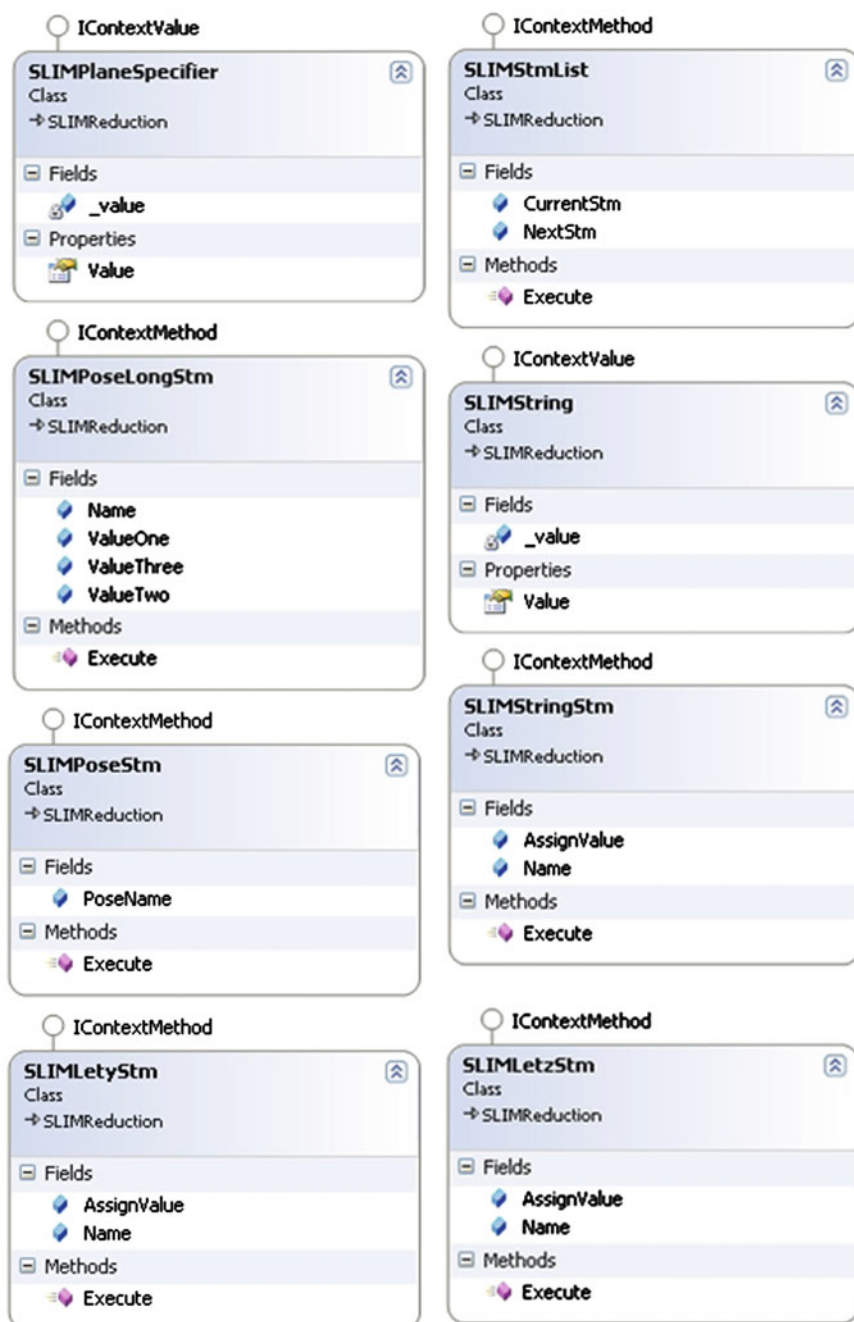 IContextValue
SLIMPlaneSpecifier
Class
SLIMReduction
Fields
_value
Properties
Value
IContextMethod
SLIMPoseLongStm
Class
SLIMReduction
Fields
Name
ValueOne
ValueThree
ValueTwo
Methods
Execute
IContextMethod
SLIMPoseStm
Class
SLIMReduction
Fields
PoseName
Methods
Execute
IContextMethod
SLIMLetyStm
Class
SLIMReduction
Fields
AssignValue
Name
Methods
Execute
IContextMethod
SLIMStmList
Class
SLIMReduction
Fields
CurrentStm
NextStm
Methods
Execute
IContextValue
SLIMString
Class
SLIMReduction
Fields
_value
Properties
Value
IContextMethod
SLIMStringStm
Class
SLIMReduction
Fields
AssignValue
Name
Methods
Execute
IContextMethod
SLIMLetzStm
Class
SLIMReduction
Fields
AssignValue
Name
Methods
Execute